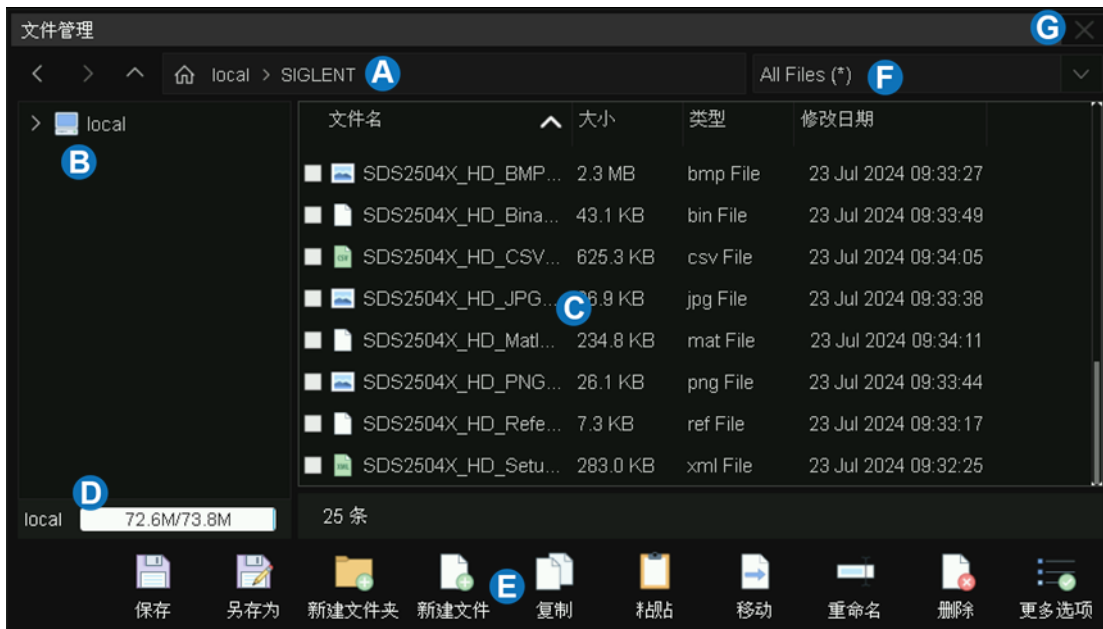 文件管理 G
local > SIGLENT A All Files (*) F
local
B
文件名 大小 类型 修改日期
SDS2504X_HD_BMP... 2.3 MB bmp File 23 Jul 2024 09:33:27
SDS2504X_HD_Bina... 43.1 KB bin File 23 Jul 2024 09:33:49
SDS2504X_HD_CSV... 625.3 KB csv File 23 Jul 2024 09:34:05
SDS2504X_HD_JPG... C 6.9 KB jpg File 23 Jul 2024 09:33:38
SDS2504X_HD_Matl... 234.8 KB mat File 23 Jul 2024 09:34:11
SDS2504X_HD_PNG... 26.1 KB png File 23 Jul 2024 09:33:44
SDS2504X_HD_Refe... 7.3 KB ref File 23 Jul 2024 09:33:17
SDS2504X_HD_Setu... 283.0 KB xml File 23 Jul 2024 09:32:25
D
local 72.6M/73.8M 25 条
E
保存 另存为 新建文件夹 新建文件 复制 粘贴 移动 重命名 删除 更多选项